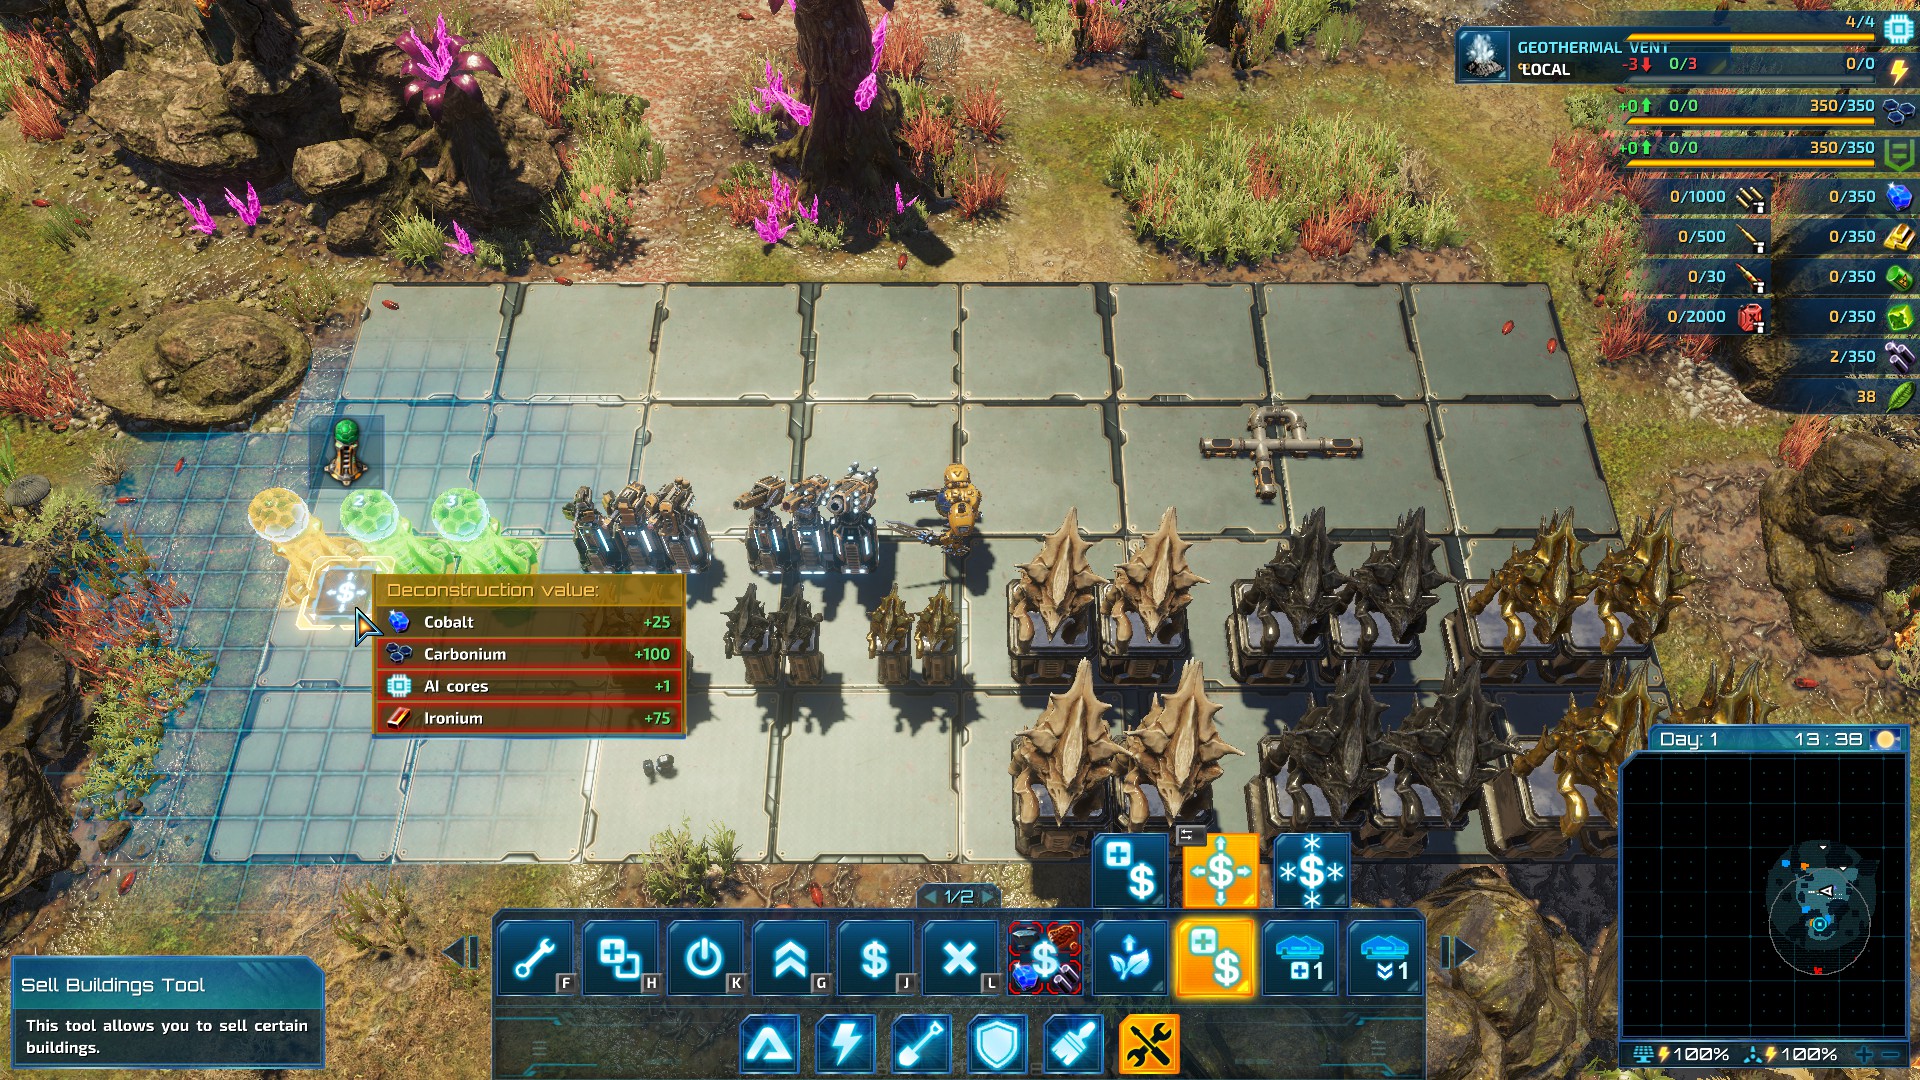 4/4
GEOTHERMAL VENT
LOCAL
-3 0/3 0/0
+0 0/0 350/350
+0 0/0 350/350
0/1000 0/350
0/500 0/350
0/30 0/350
0/2000 0/350
2/350
38
2
3
Deconstruction value:
Cobalt +25
Carbonium +100
AI cores +1
Ironium +75
Day: 1 13:38
1/2
F
H
K
G
J
L
1
1
Sell Buildings Tool
This tool allows you to sell certain
buildings.
100% 100%